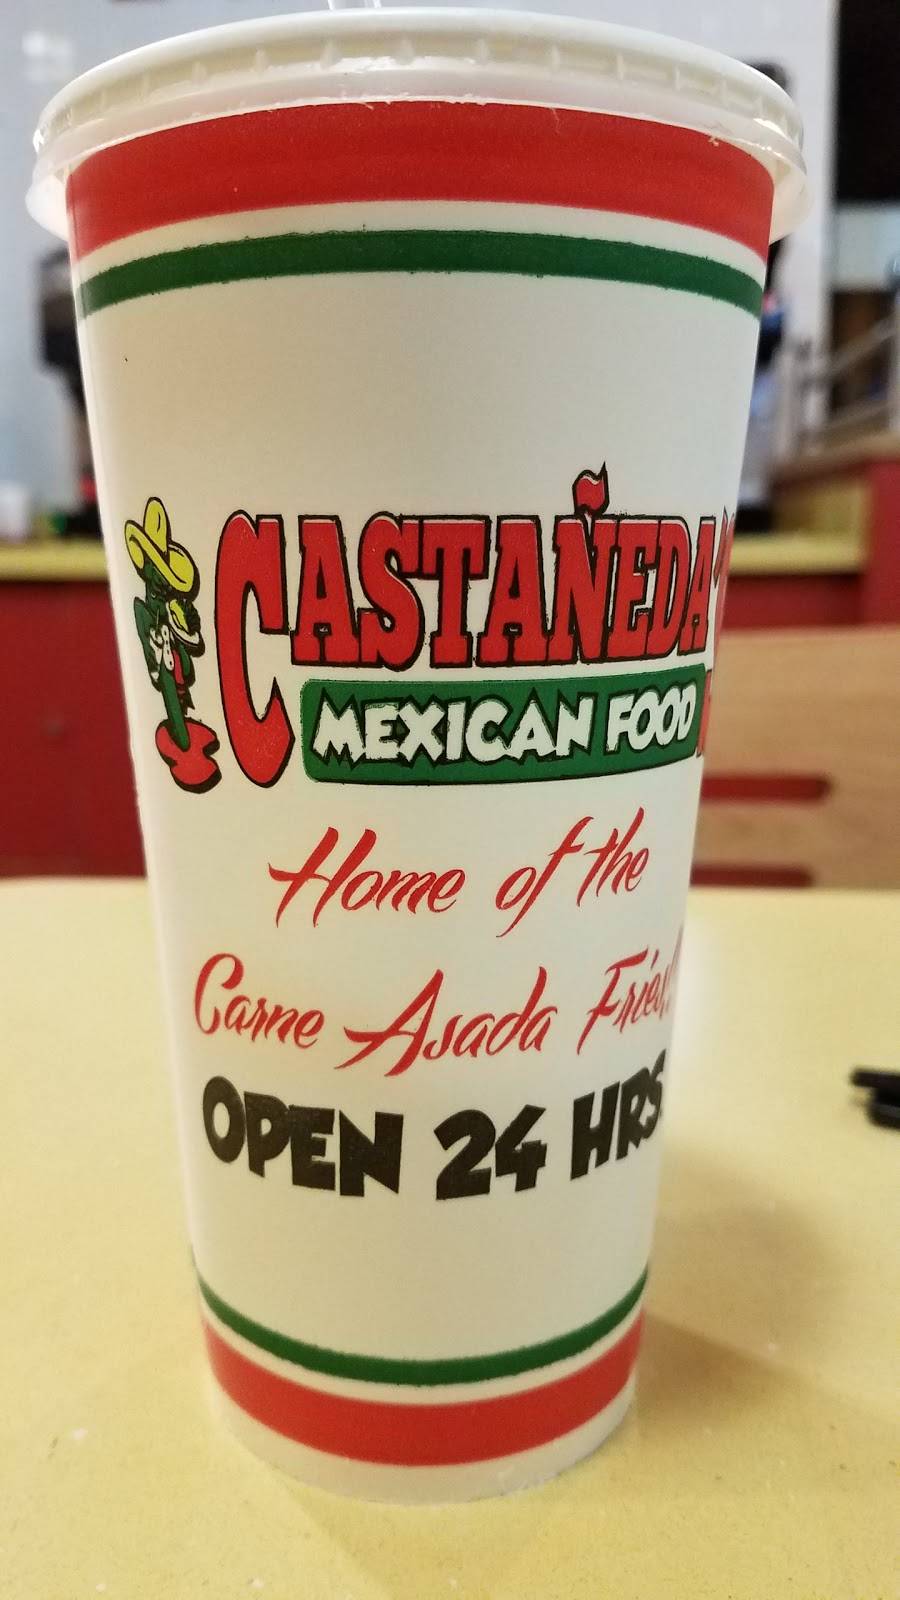 CASTAÑEDA'S
MEXICAN FOOD
Home of the
Carne Asada Fries!!
OPEN 24 HRS.